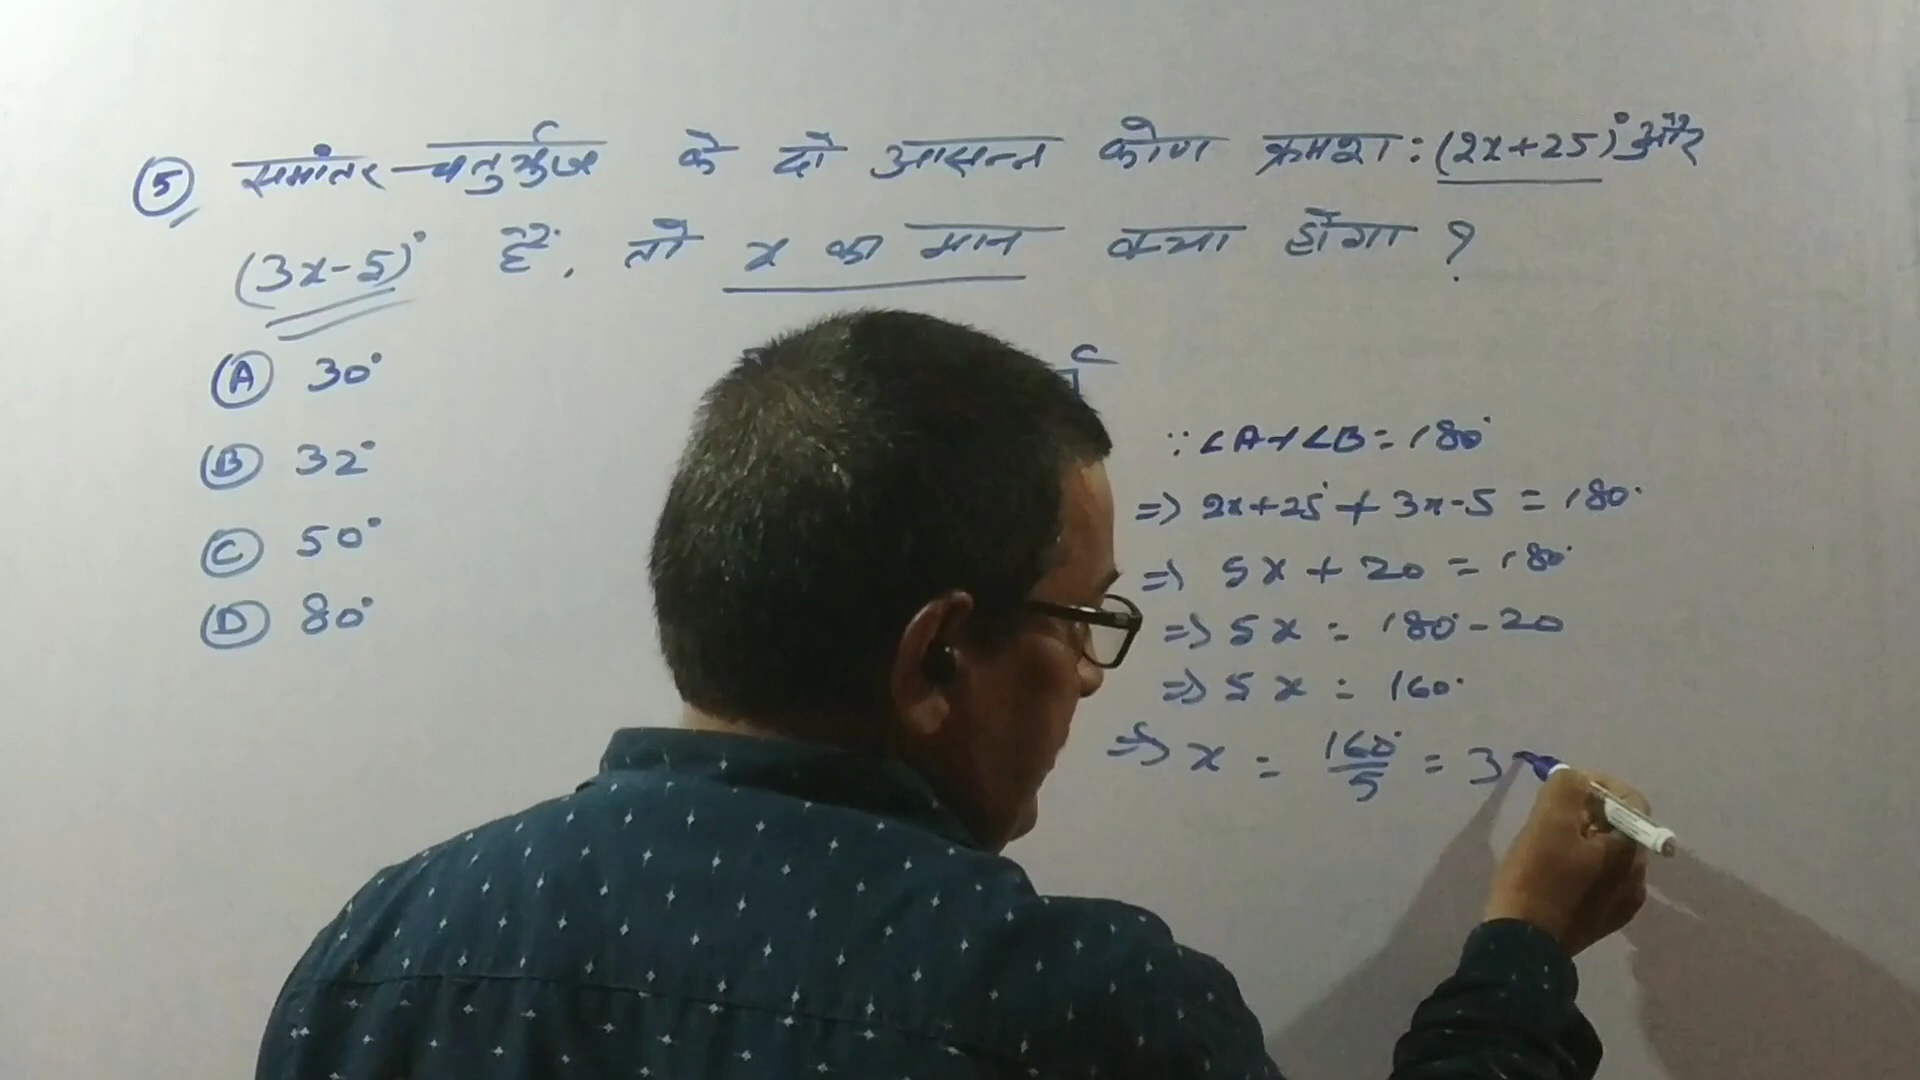 5 समांतर चतुर्भुज के दो आसन्न कोण क्रमश: (2x+25)° और
(3x-5)° हैं, तो x का मान क्या होगा ?
(A) 30°
(B) 32°
(C) 50°
(D) 80°
C
∵ ∠A+∠B=180°
=> 2x+25+3x-5=180°
=> 5x+20=180°
=> 5x=180°-20
=> 5x=160°
=> x=160°/5=3